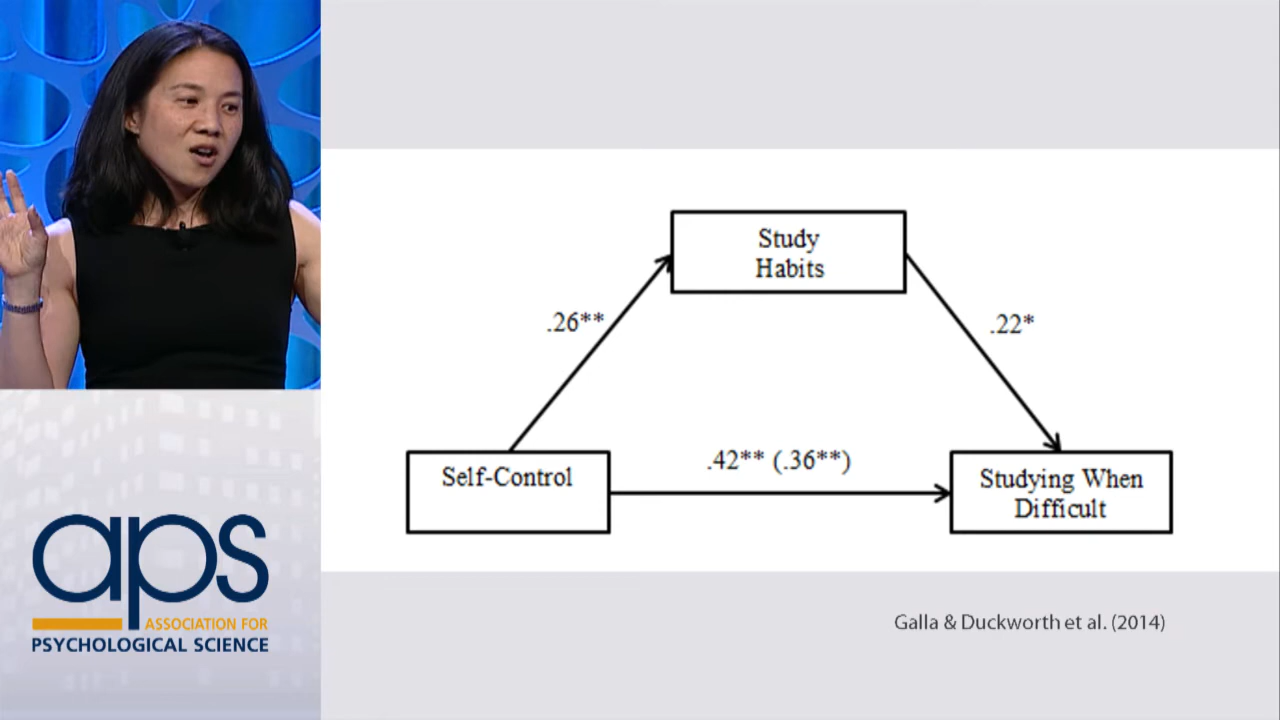 Study
Habits
.26**
.22*
.42** (.36**)
Self-Control
Studying When
Difficult
aps
ASSOCIATION FOR
PSYCHOLOGICAL SCIENCE
Galla & Duckworth et al. (2014)